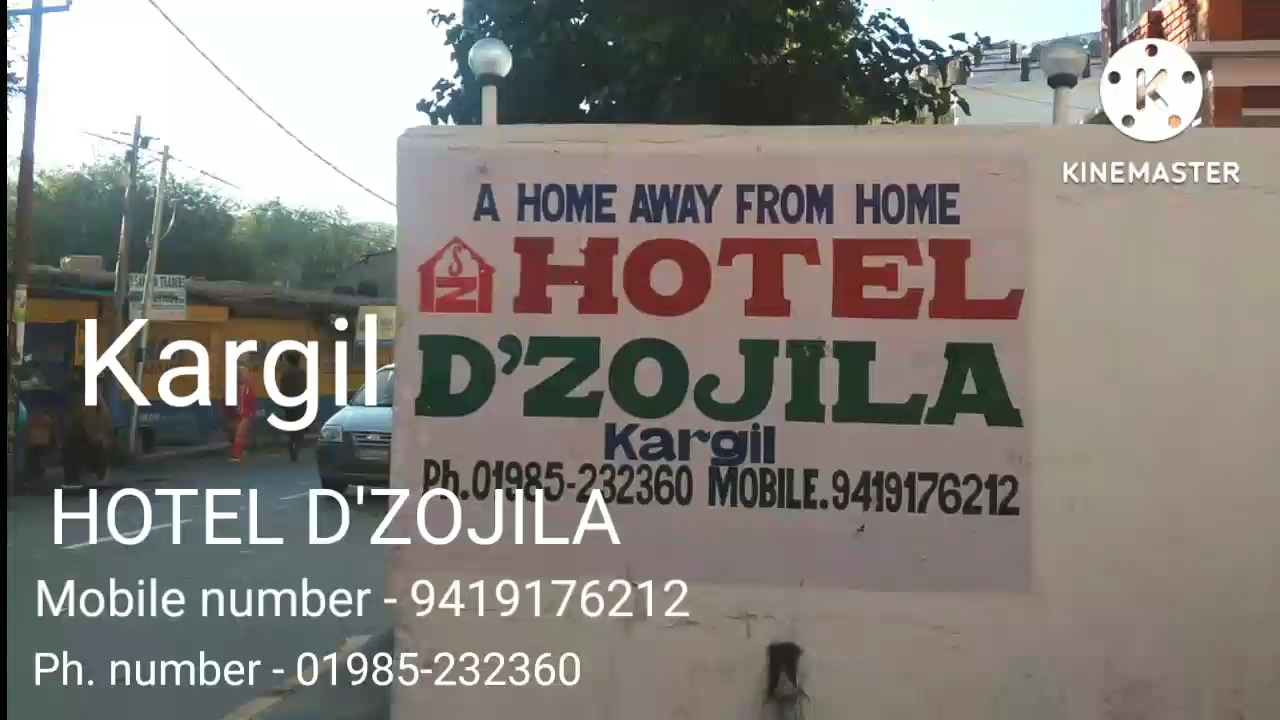 A HOME AWAY FROM HOME
HOTEL
D'ZOJILA
Kargil
Ph.01985-232360 MOBILE.9419176212
KINEMASTER
Kargil
HOTEL D'ZOJILA
Mobile number - 9419176212
Ph. number - 01985-232360